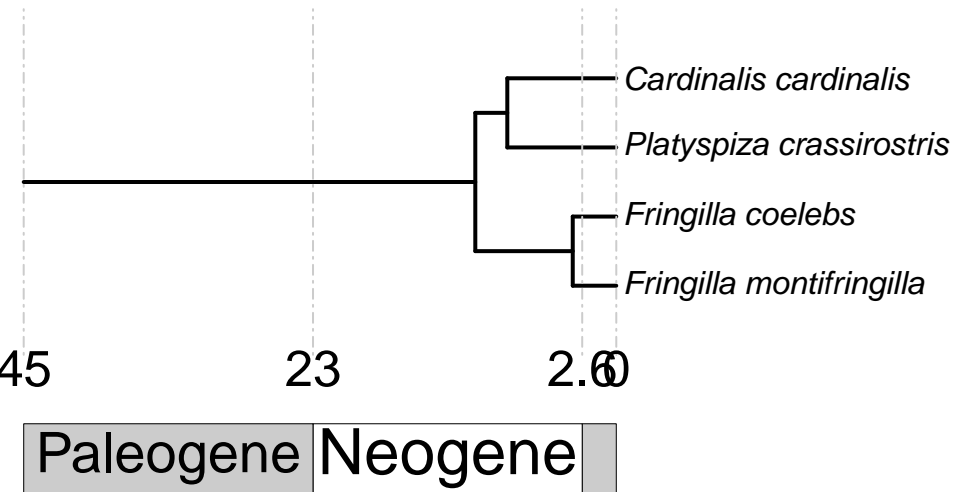 Cardinalis cardinalis
Platyspiza crassirostris
Fringilla coelebs
Fringilla montifringilla
45 23 2.6 0
Paleogene Neogene